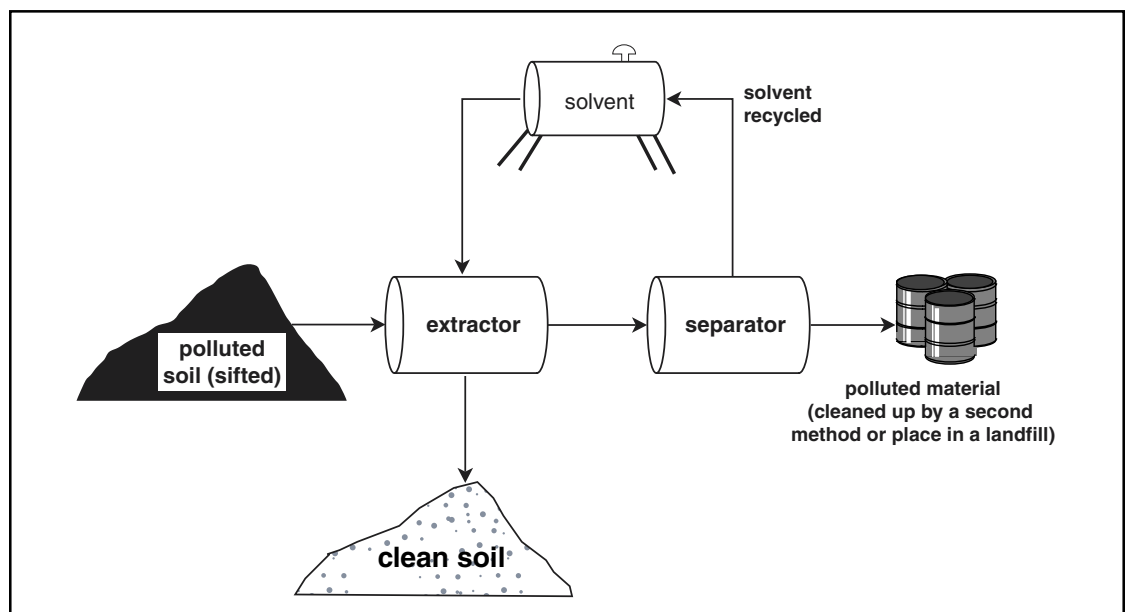 solvent
solvent
recycled
extractor
separator
polluted
soil (sifted)
polluted material
(cleaned up by a second
method or place in a landfill)
clean soil